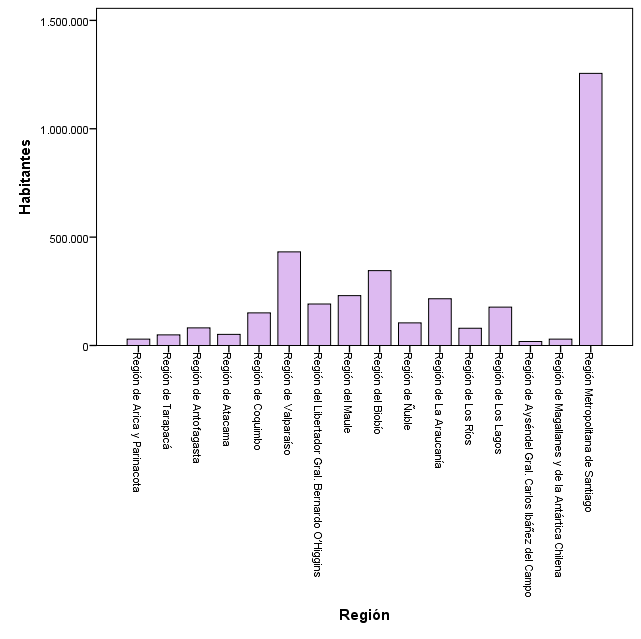 1.500.000
1.000.000
500.000
0
Habitantes
Región de Arica y Parinacota
Región de Tarapacá
Región de Antofagasta
Región de Atacama
Región de Coquimbo
Región de Valparaíso
Región del Libertador Gral. Bernardo O'Higgins
Región del Maule
Región del Biobío
Región de Ñuble
Región de La Araucanía
Región de Los Ríos
Región de Los Lagos
Región de Ayséndel Gral. Carlos Ibáñez del Campo
Región de Magallanes y de la Antártica Chilena
Región Metropolitana de Santiago
Región